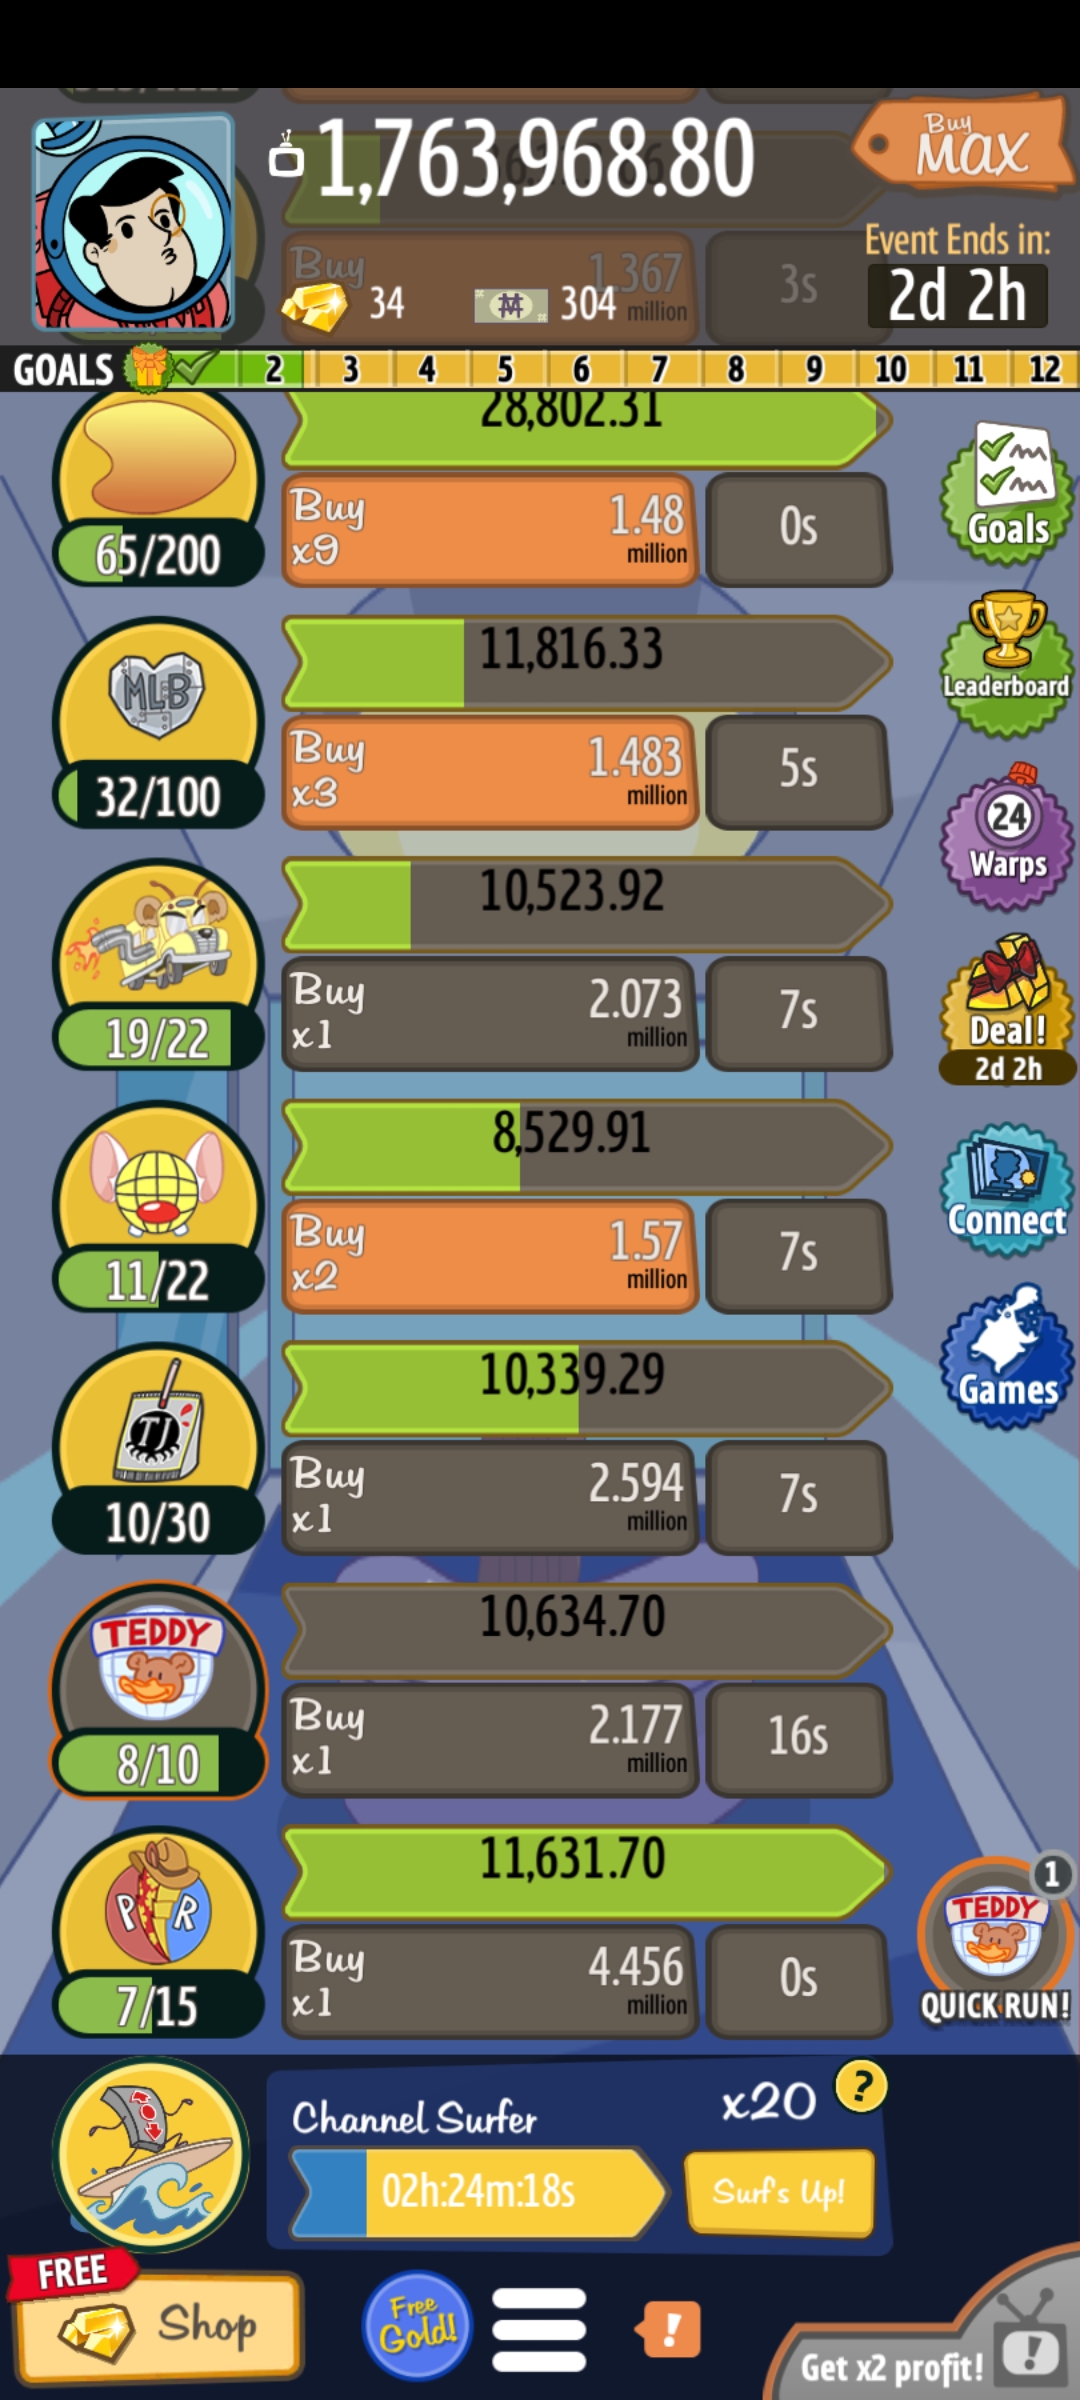 1,763,968.80
Buy
MAX
Event Ends in:
2d 2h
Buy
1.367
million
3s
34
304
GOALS 2 3 4 5 6 7 8 9 10 11 12
28,802.31
65/200
Buy
x9
1.48
million
0s
Goals
11,816.33
MLB
32/100
Buy
x3
1.483
million
5s
Leaderboard
10,523.92
24
Warps
19/22
Buy
x1
2.073
million
7s
Deal!
2d 2h
8,529.91
11/22
Buy
x2
1.57
million
7s
Connect
10,339.29
TJ
10/30
Buy
x1
2.594
million
7s
Games
10,634.70
TEDDY
8/10
Buy
x1
2.177
million
16s
11,631.70
P R
7/15
Buy
x1
4.456
million
0s
1
TEDDY
QUICK RUN!
Channel Surfer
x20
?
02h:24m:18s
Surf's Up!
FREE
Shop
Free
Gold!
!
Get x2 profit!
!